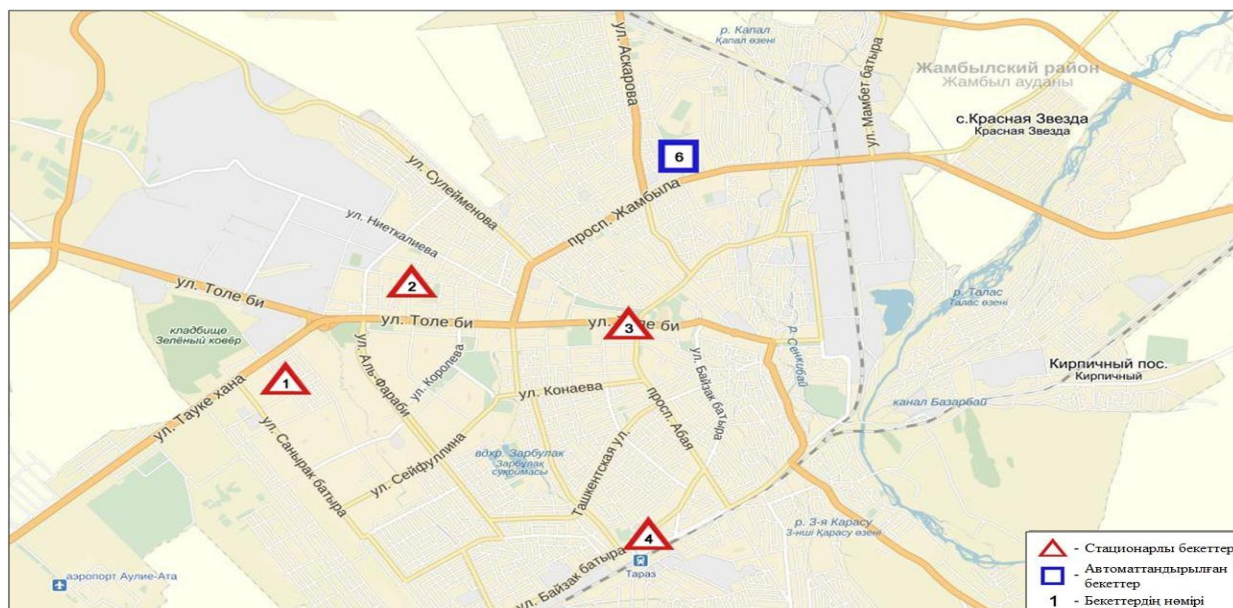 ул. Аскарова
р. Капал
Қапал өзені
ул. Мамбет батыра
Жамбылский район
Жамбыл ауданы
с.Красная Звезда
Красная Звезда
6
ул. Сулейменова
ул. Ниеткалиева
просп. Жамбыла
2
ул. Толе би
ул. Толе би
ул. Толе би
3
р. Талас
Талас өзені
р. Сенкибай
кладбище
Зелёный ковёр
1
ул. Тауке хана
ул. Аль-Фараби
ул. Королева
ул. Конаева
ул. Байзак батыра
просп. Абая
Кирпичный пос.
Кирпичный
канал Базарбай
ул. Санырак батыра
ул. Сейфуллина
вдхр. Зарбулак
Зарбулақ
суқоймасы
Ташкентская ул.
4
Тараз
ул. Байзак батыра
р. 3-я Карасу
3-нші Қарасу өзені
аэропорт Аулие-Ата
- Стационарлы бекеттер
- Автоматтандырылған
бекеттер
1 - Бекеттердің нөмірі